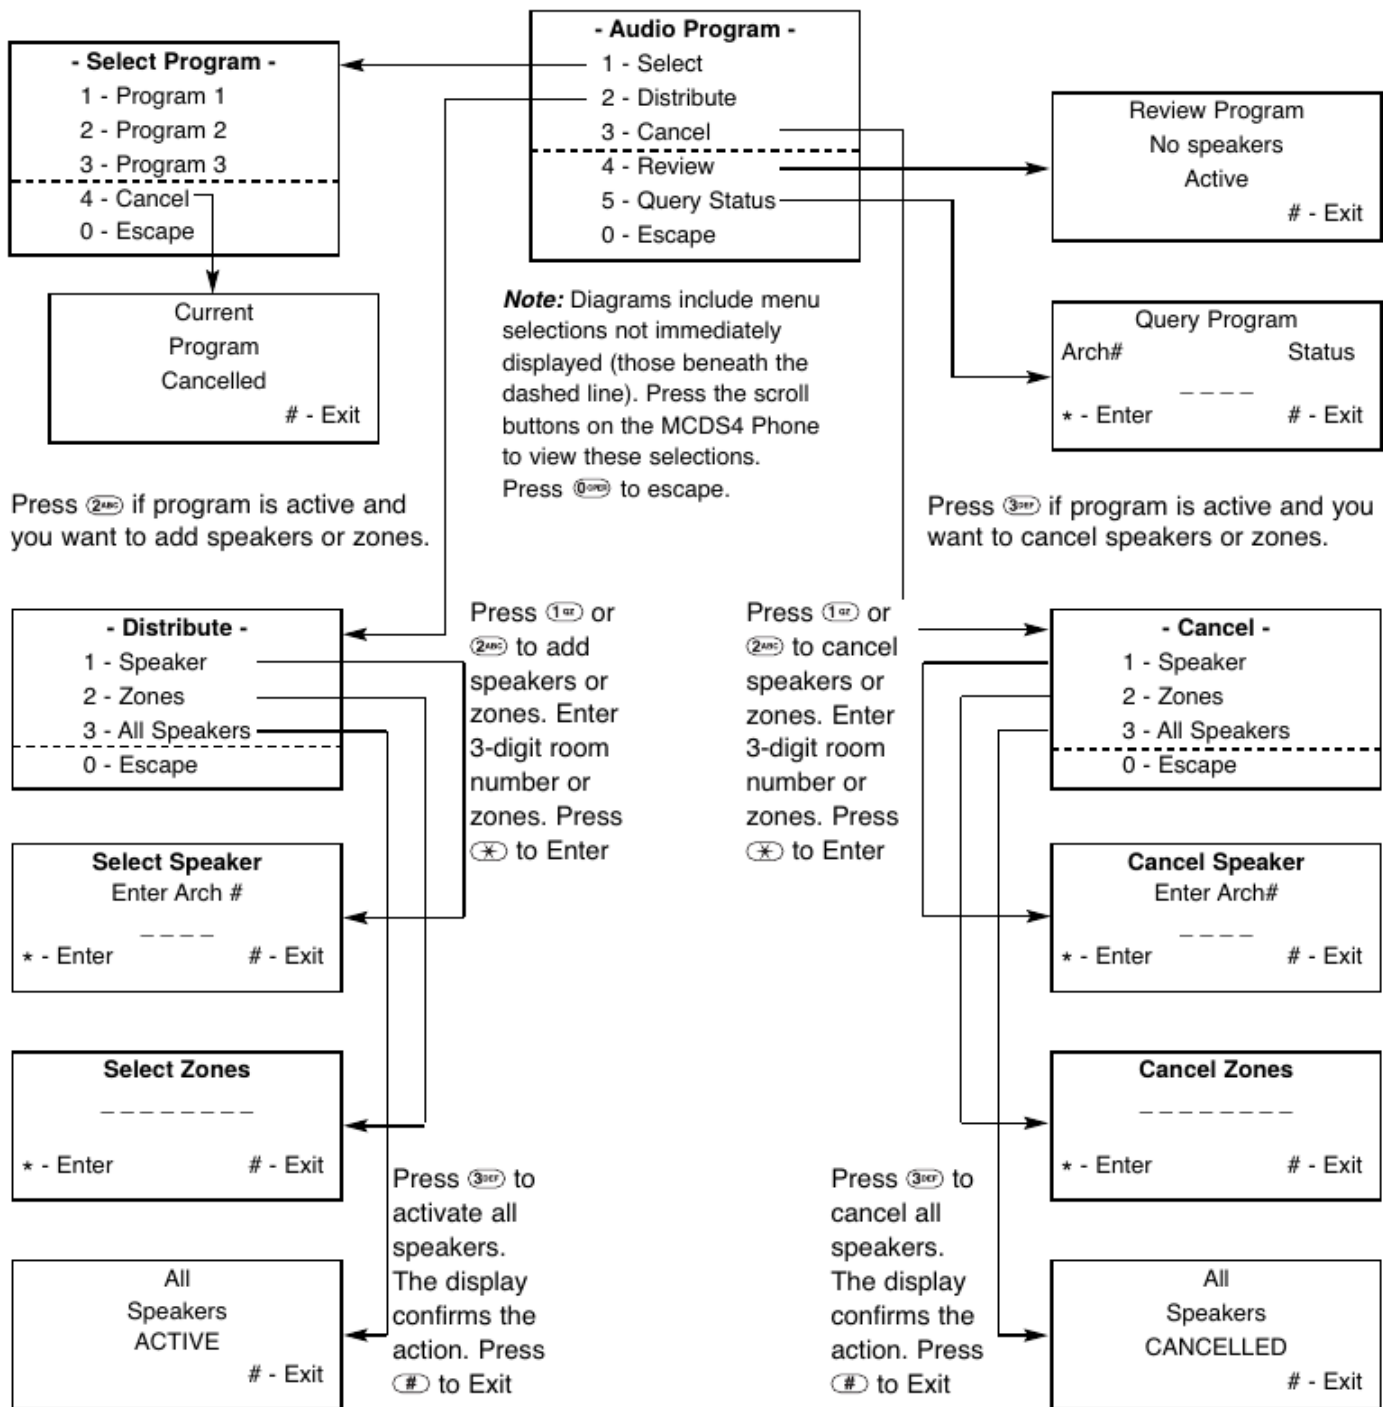 - Select Program -
1 - Program 1
2 - Program 2
3 - Program 3
4 - Cancel
0 - Escape
- Audio Program -
1 - Select
2 - Distribute
3 - Cancel
4 - Review
5 - Query Status
0 - Escape
Review Program
No speakers
Active
# - Exit
Current
Program
Cancelled
# - Exit
Note: Diagrams include menu
selections not immediately
displayed (those beneath the
dashed line). Press the scroll
buttons on the MCDS4 Phone
to view these selections.
Press 0OPER to escape.
Query Program
Arch# Status
_ _ _ _
* - Enter # - Exit
Press 2ABC if program is active and
you want to add speakers or zones.
Press 3DEF if program is active and you
want to cancel speakers or zones.
- Distribute -
1 - Speaker
2 - Zones
3 - All Speakers
0 - Escape
Press 1QZ or
2ABC to add
speakers or
zones. Enter
3-digit room
number or
zones. Press
* to Enter
Press 1QZ or
2ABC to cancel
speakers or
zones. Enter
3-digit room
number or
zones. Press
* to Enter
- Cancel -
1 - Speaker
2 - Zones
3 - All Speakers
0 - Escape
Select Speaker
Enter Arch #
_ _ _ _
* - Enter # - Exit
Cancel Speaker
Enter Arch#
_ _ _ _
* - Enter # - Exit
Select Zones
_ _ _ _ _ _ _ _
* - Enter # - Exit
Cancel Zones
_ _ _ _ _ _ _ _
* - Enter # - Exit
Press 3DEF to
activate all
speakers.
The display
confirms the
action. Press
# to Exit
Press 3DEF to
cancel all
speakers.
The display
confirms the
action. Press
# to Exit
All
Speakers
ACTIVE
# - Exit
All
Speakers
CANCELLED
# - Exit